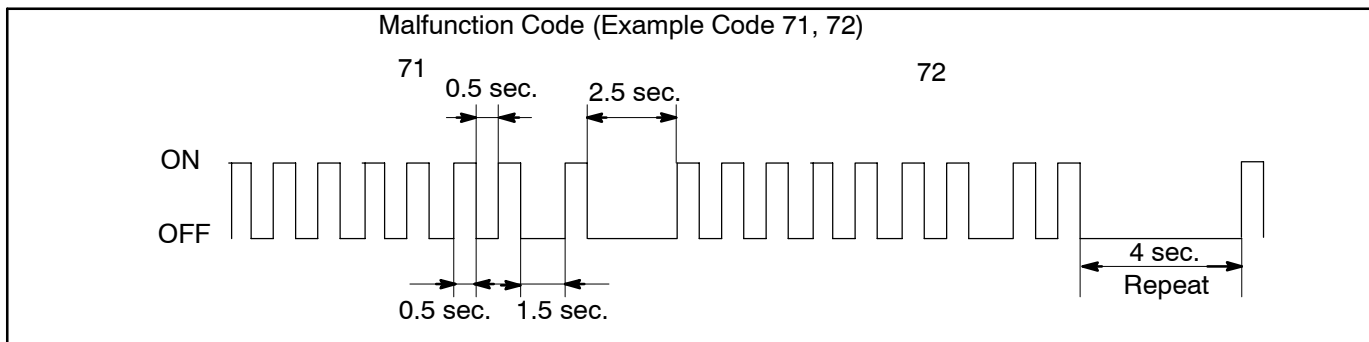 Malfunction Code (Example Code 71, 72)
71
72
0.5 sec.
2.5 sec.
ON
OFF
4 sec.
Repeat
0.5 sec.
1.5 sec.